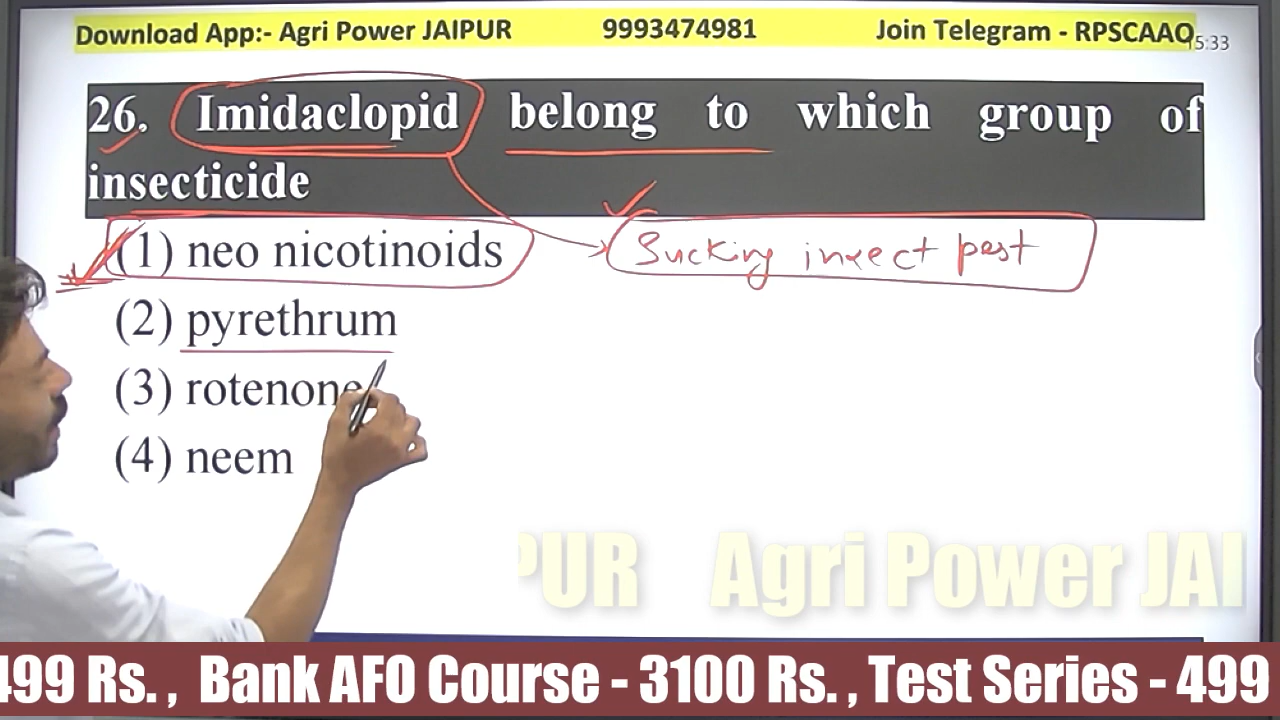 Download App:- Agri Power JAIPUR 9993474981 Join Telegram - RPSCAAO
15:33
26. Imidaclopid belong to which group of
insecticide
(1) neo nicotinoids
Sucking insect pest
(2) pyrethrum
(3) rotenone
(4) neem
PUR Agri Power JAI
499 Rs. , Bank AFO Course - 3100 Rs. , Test Series - 499